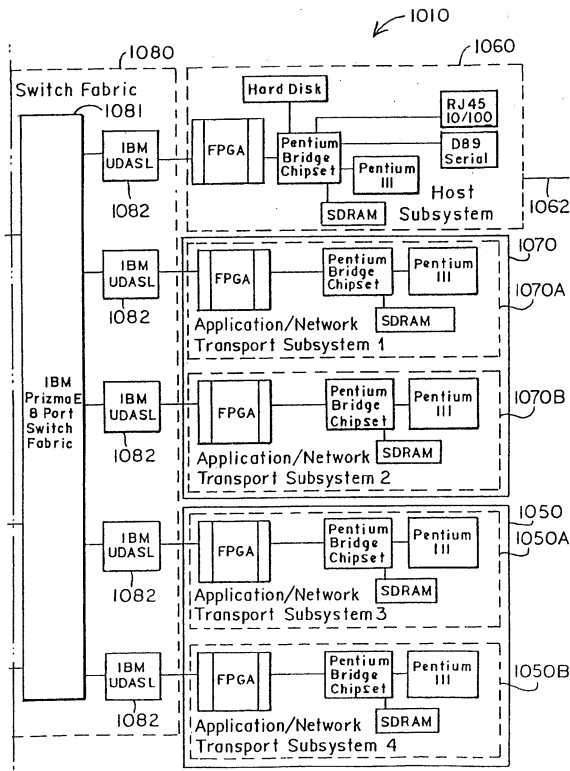 1010
1080
1060
Switch Fabric
1081
IBM
UDASL
1082
IBM
PrizmaE
8 Port
Switch
Fabric
Hard Disk
FPGA
Pentium
Bridge
Chipset
RJ45
10/100
D89
Serial
Pentium
III
SDRAM
Host
Subsystem
1062
IBM
UDASL
1082
FPGA
Pentium
Bridge
Chipset
Pentium
III
SDRAM
Application/Network
Transport Subsystem 1
1070
1070A
IBM
UDASL
1082
FPGA
Pentium
Bridge
Chipset
Pentium
III
SDRAM
Application/Network
Transport Subsystem 2
1070B
IBM
UDASL
1082
FPGA
Pentium
Bridge
Chipset
Pentium
III
SDRAM
Application/Network
Transport Subsystem 3
1050
1050A
IBM
UDASL
1082
FPGA
Pentium
Bridge
Chipset
Pentium
III
SDRAM
Application/Network
Transport Subsystem 4
1050B